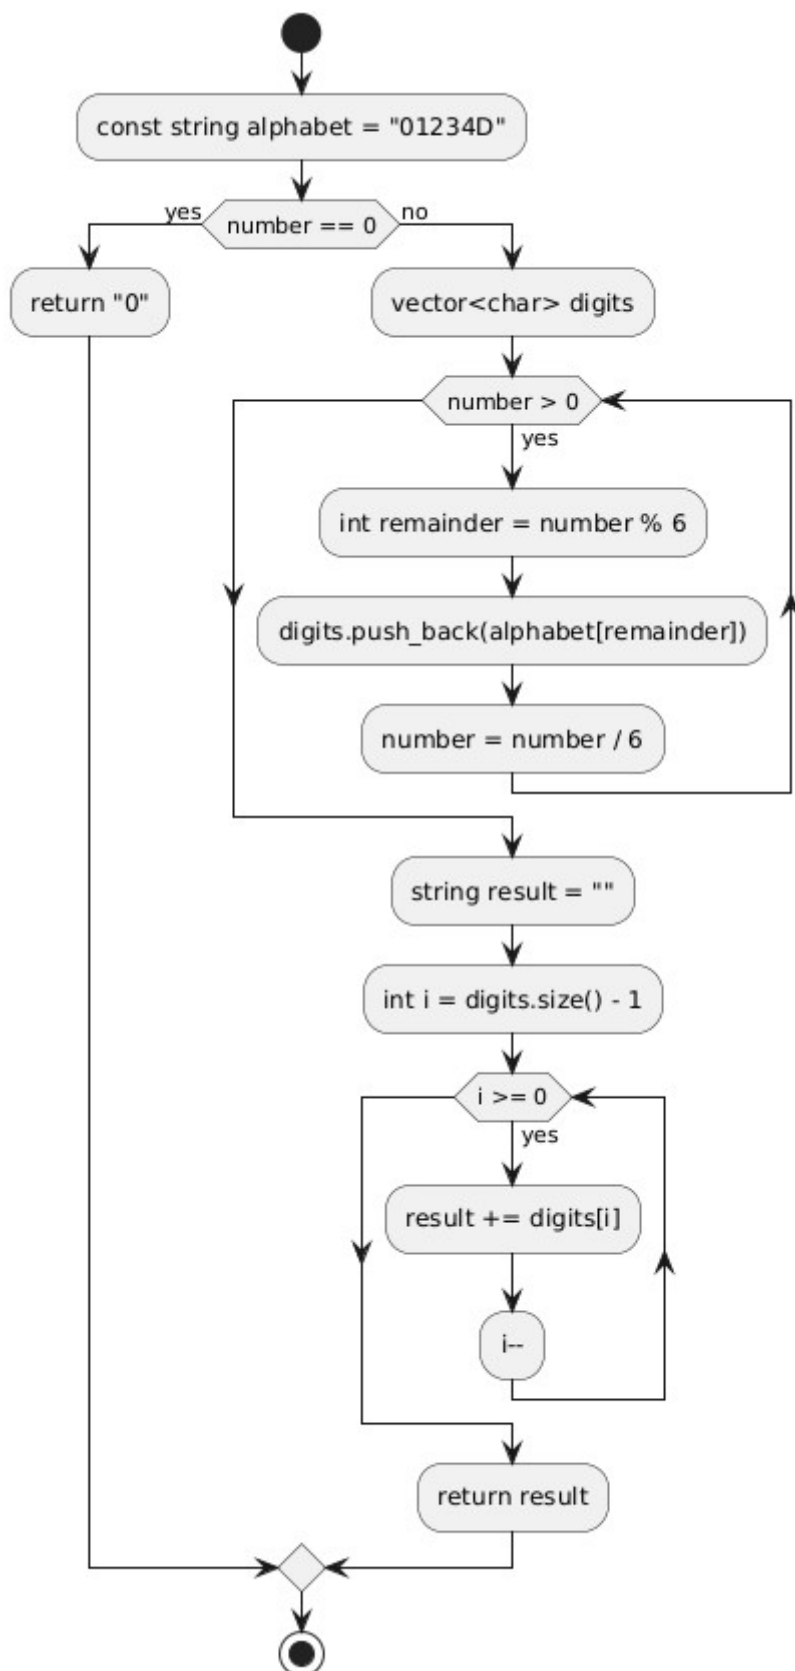 const string alphabet = "01234D"
yes
number == 0
no
return "0"
vector<char> digits
number > 0
yes
int remainder = number % 6
digits.push_back(alphabet[remainder])
number = number / 6
string result = ""
int i = digits.size() - 1
i >= 0
yes
result += digits[i]
i--
return result